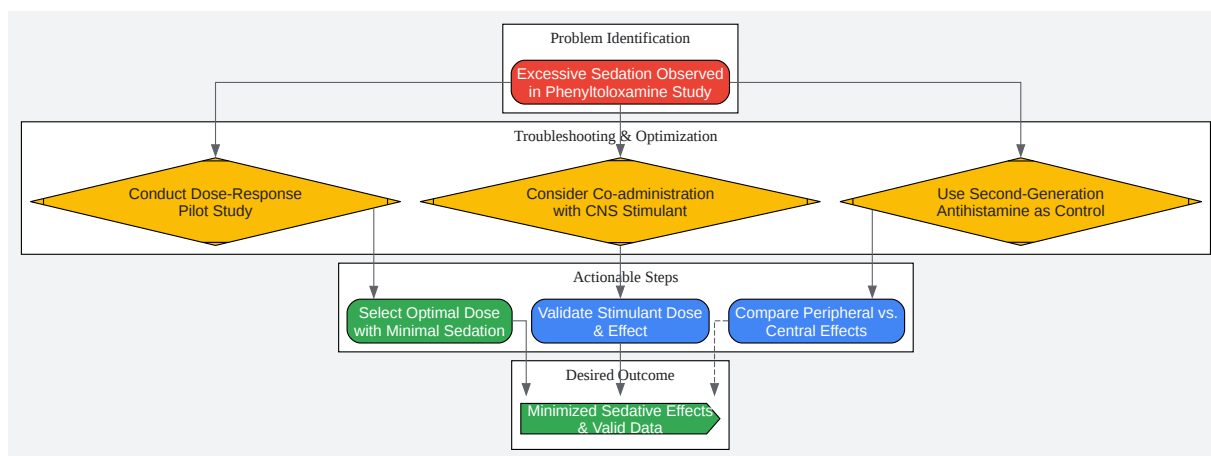 Problem Identification
Excessive Sedation Observed
in Phenyltoloxamine Study
Troubleshooting & Optimization
Conduct Dose-Response
Pilot Study
Consider Co-administration
with CNS Stimulant
Use Second-Generation
Antihistamine as Control
Actionable Steps
Select Optimal Dose
with Minimal Sedation
Validate Stimulant Dose
& Effect
Compare Peripheral vs.
Central Effects
Desired Outcome
Minimized Sedative Effects
& Valid Data